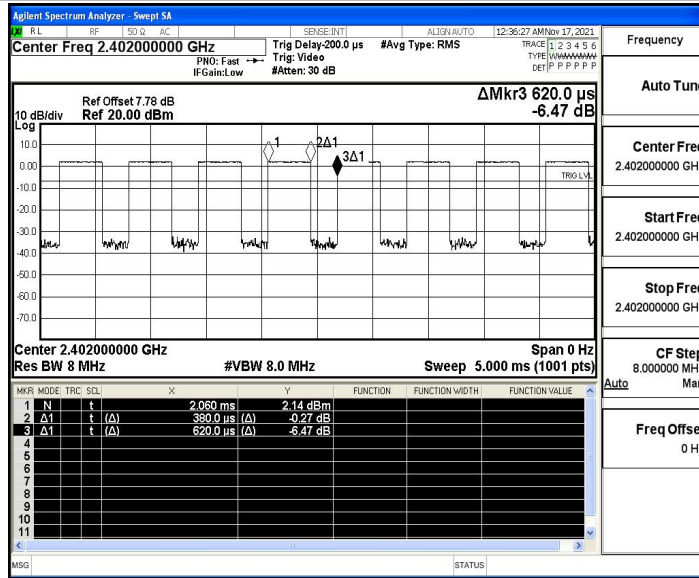 Agilent Spectrum Analyzer - Swept SA
RL RF 50 Ω AC SENSE:INT ALIGN AUTO 12:36:27 AM Nov 17, 2021
Center Freq 2.402000000 GHz
PNO: Fast
IFGain:Low
Trig Delay-200.0 µs
Trig: Video
#Atten: 30 dB
#Avg Type: RMS
TRACE 1 2 3 4 5 6
TYPE WWWWWW
DET P P P P P P
Ref Offset 7.78 dB
10 dB/div Ref 20.00 dBm
ΔMkr3 620.0 µs
-6.47 dB
Log
10.0
0.00
-10.0
-20.0
-30.0
-40.0
-50.0
-60.0
-70.0
1
2Δ1
3Δ1
TRIG LVL
Center 2.402000000 GHz Span 0 Hz
Res BW 8 MHz #VBW 8.0 MHz Sweep 5.000 ms (1001 pts)
MKR MODE TRC SCL X Y FUNCTION FUNCTION WIDTH FUNCTION VALUE
1 N t 2.060 ms 2.14 dBm
2 Δ1 t (Δ) 380.0 µs (Δ) -0.27 dB
3 Δ1 t (Δ) 620.0 µs (Δ) -6.47 dB
4
5
6
7
8
9
10
11
MSG STATUS
Frequency
Auto Tun
Center Fre
2.402000000 GH
Start Fre
2.402000000 GH
Stop Fre
2.402000000 GH
CF Step
8.000000 MH
Auto Ma
Freq Offse
0 H